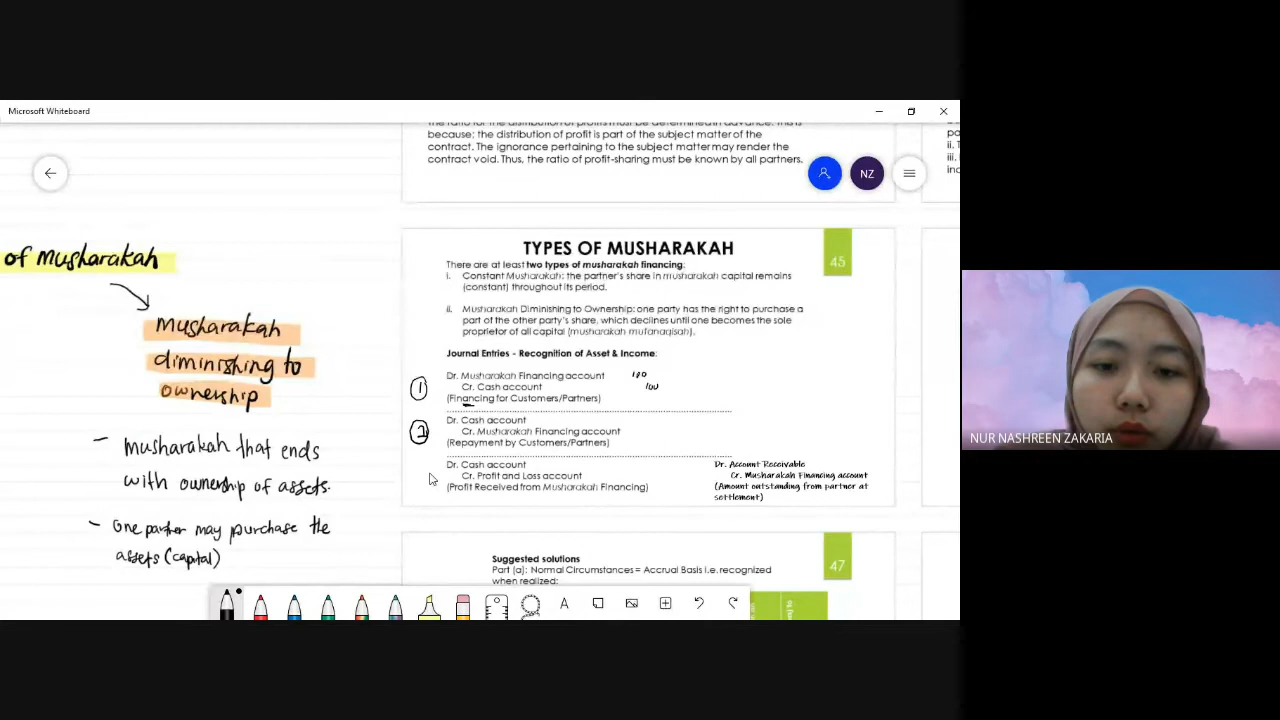 Microsoft Whiteboard
The ratio for the distribution of profits must be determined in advance. This is
because; the distribution of profit is part of the subject matter of the
contract. The ignorance pertaining to the subject matter may render the
contract void. Thus, the ratio of profit-sharing must be known by all partners.
pa
ii. T
iii.
inc
NZ
of Musharakah
Musharakah
diminishing to
ownership
- Musharakah that ends
with ownership of assets.
- One partner may purchase the
assets (capital)
TYPES OF MUSHARAKAH
45
There are at least two types of musharakah financing:
i. Constant Musharakah: the partner's share in musharakah capital remains
(constant) throughout its period.
ii. Musharakah Diminishing to Ownership: one party has the right to purchase a
part of the other party's share, which declines until one becomes the sole
proprietor of all capital (musharakah mutanaqisah).
Journal Entries - Recognition of Asset & Income:
1
Dr. Musharakah Financing account 100
Cr. Cash account 100
(Financing for Customers/Partners)
2
Dr. Cash account
Cr. Musharakah Financing account
(Repayment by Customers/Partners)
Dr. Cash account
Cr. Profit and Loss account
(Profit Received from Musharakah Financing)
Dr. Account Receivable
Cr. Musharakah Financing account
(Amount outstanding from partner at
settlement)
Suggested solutions
47
Part (a): Normal Circumstances = Accrual Basis i.e. recognized
when realized:
A
NUR NASHREEN ZAKARIA